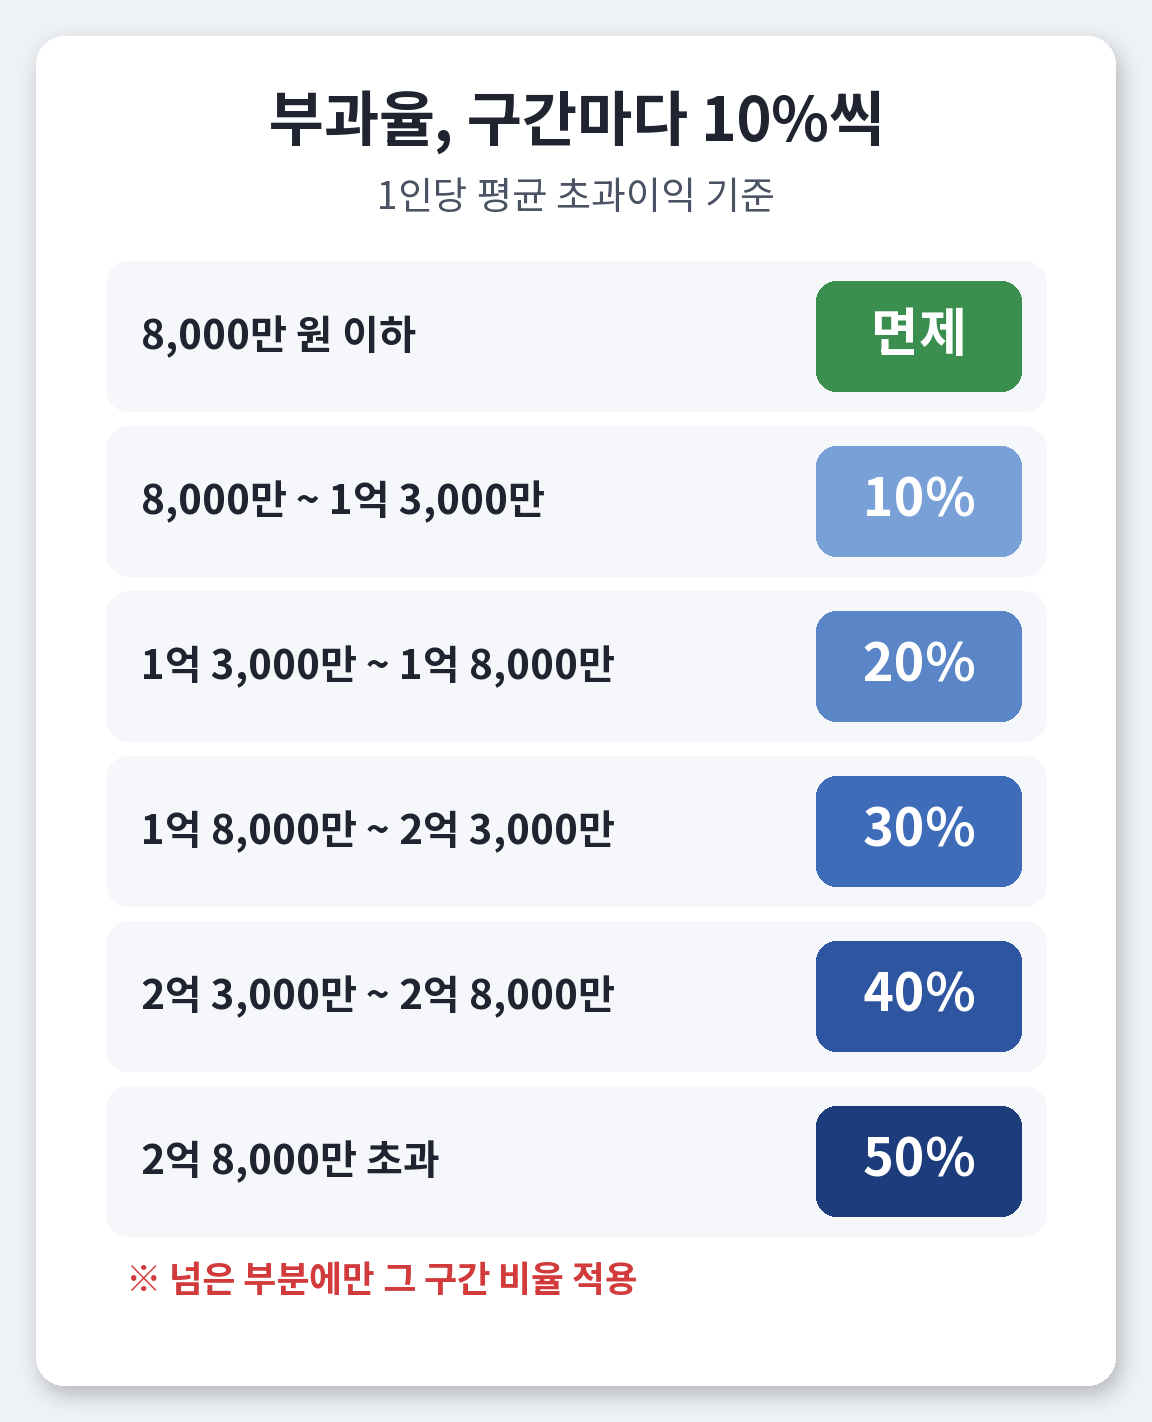 부과율, 구간마다 10%씩
1인당 평균 초과이익 기준
8,000만 원 이하 면제
8,000만 ~ 1억 3,000만 10%
1억 3,000만 ~ 1억 8,000만 20%
1억 8,000만 ~ 2억 3,000만 30%
2억 3,000만 ~ 2억 8,000만 40%
2억 8,000만 초과 50%
※ 넘은 부분에만 그 구간 비율 적용